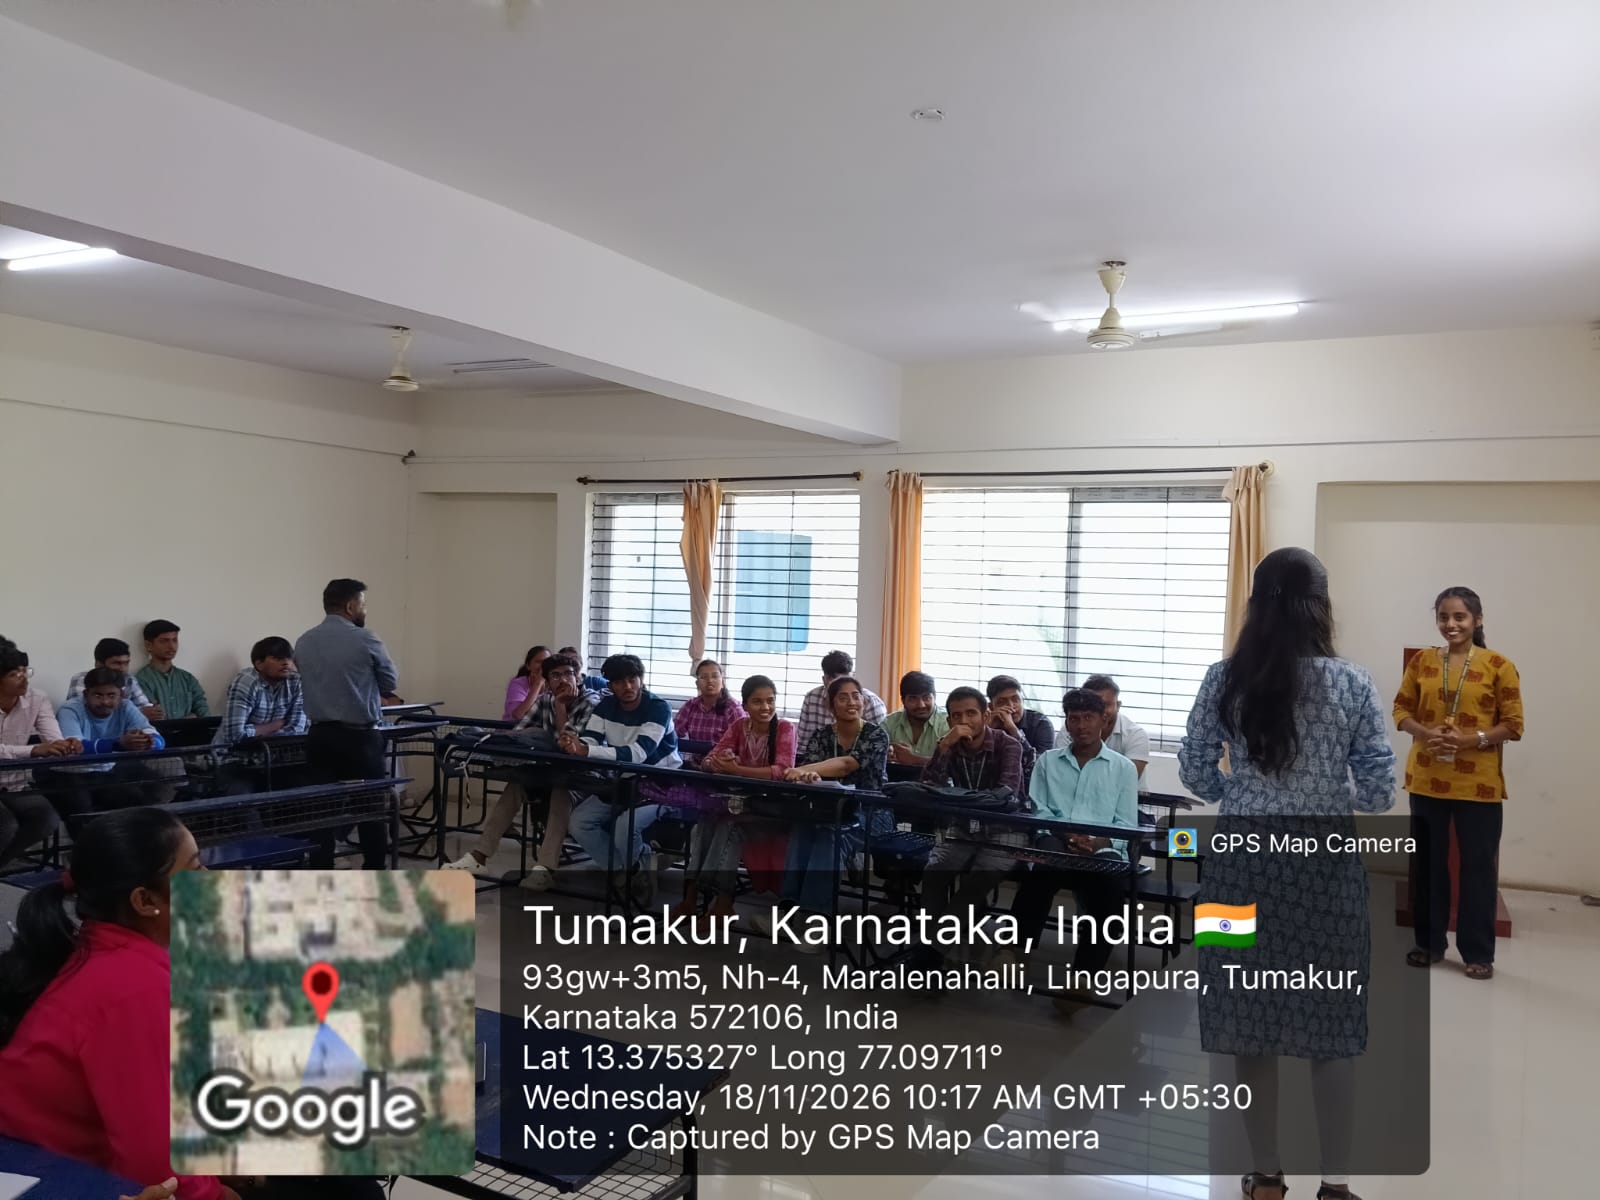 GPS Map Camera
Tumakur, Karnataka, India 🇮🇳
93gw+3m5, Nh-4, Maralenahalli, Lingapura, Tumakur,
Karnataka 572106, India
Lat 13.375327° Long 77.09711°
Wednesday, 18/11/2026 10:17 AM GMT +05:30
Note : Captured by GPS Map Camera
Google